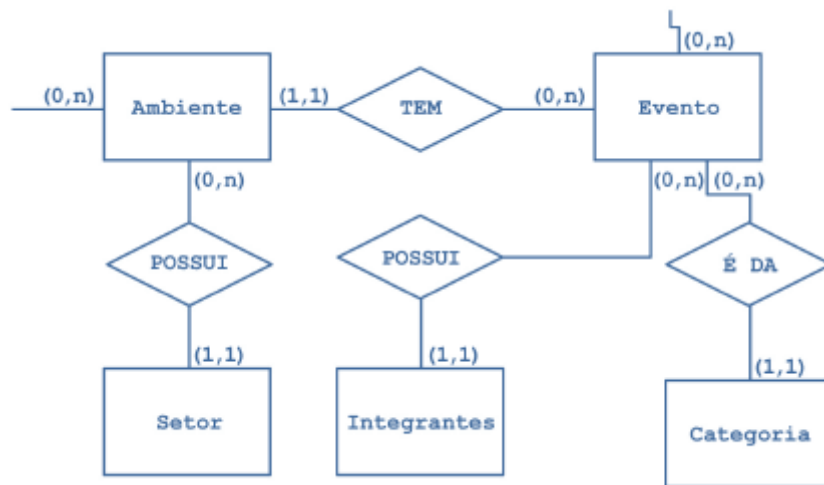 (0,n)
(0,n)
Ambiente
(1,1)
TEM
(0,n)
Evento
(0,n)
(0,n)
(0,n)
POSSUI
POSSUI
É DA
(1,1)
(1,1)
(1,1)
Setor
Integrantes
Categoria